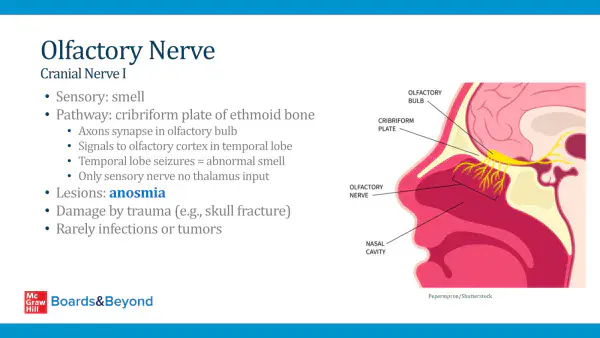 Olfactory Nerve
Cranial Nerve I
• Sensory: smell
• Pathway: cribriform plate of ethmoid bone
• Axons synapse in olfactory bulb
• Signals to olfactory cortex in temporal lobe
• Temporal lobe seizures = abnormal smell
• Only sensory nerve no thalamus input
• Lesions: anosmia
• Damage by trauma (e.g., skull fracture)
• Rarely infections or tumors
OLFACTORY
BULB
CRIBRIFORM
PLATE
OLFACTORY
NERVE
NASAL
CAVITY
Pepermpron/Shutterstock
Mc
Graw
Hill
Boards&Beyond